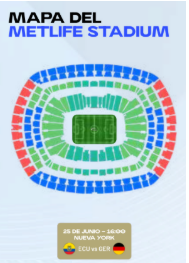 MAPA DEL
METLIFE STADIUM
25 DE JUNIO - 16:00
NUEVA YORK
ECU vs GER